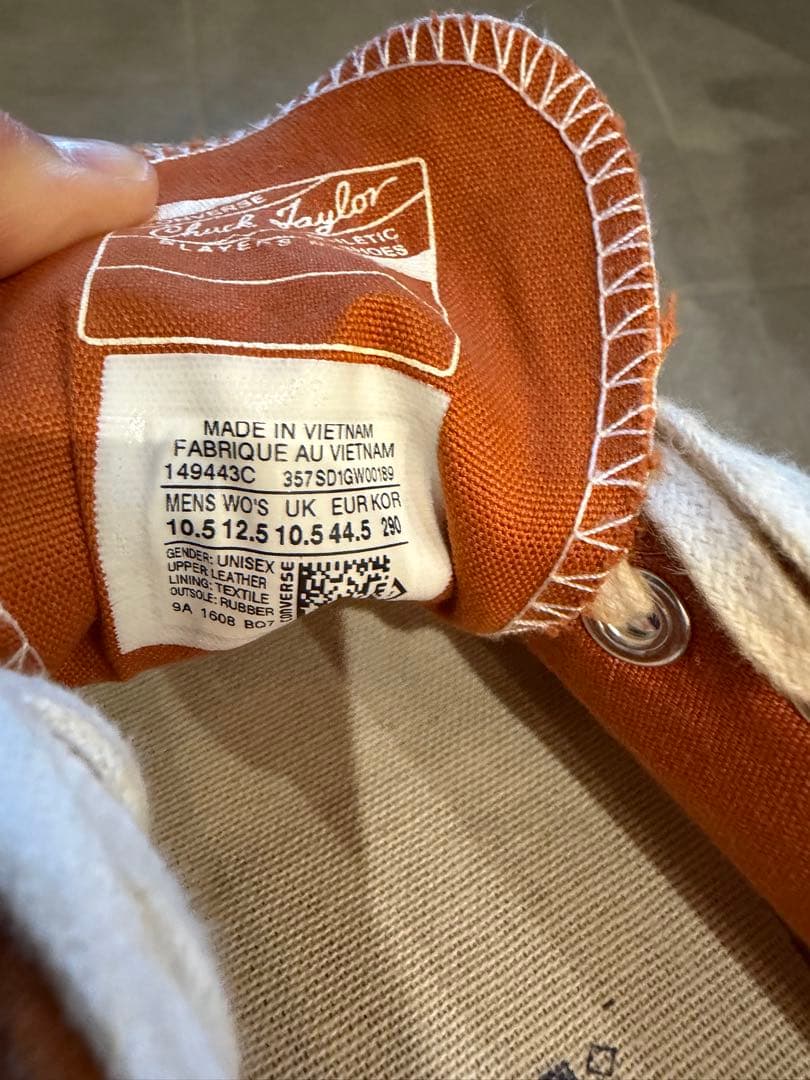 Chuck Taylor
MADE IN VIETNAM
FABRIQUE AU VIETNAM
149443C 357SD1GW00189
MENS WO'S UK EUR KOR
10.5 12.5 10.5 44.5 290
GENDER: UNISEX
UPPER: LEATHER
LINING: TEXTILE
OUTSOLE: RUBBER
9A 1608 BQ7
CONVERSE